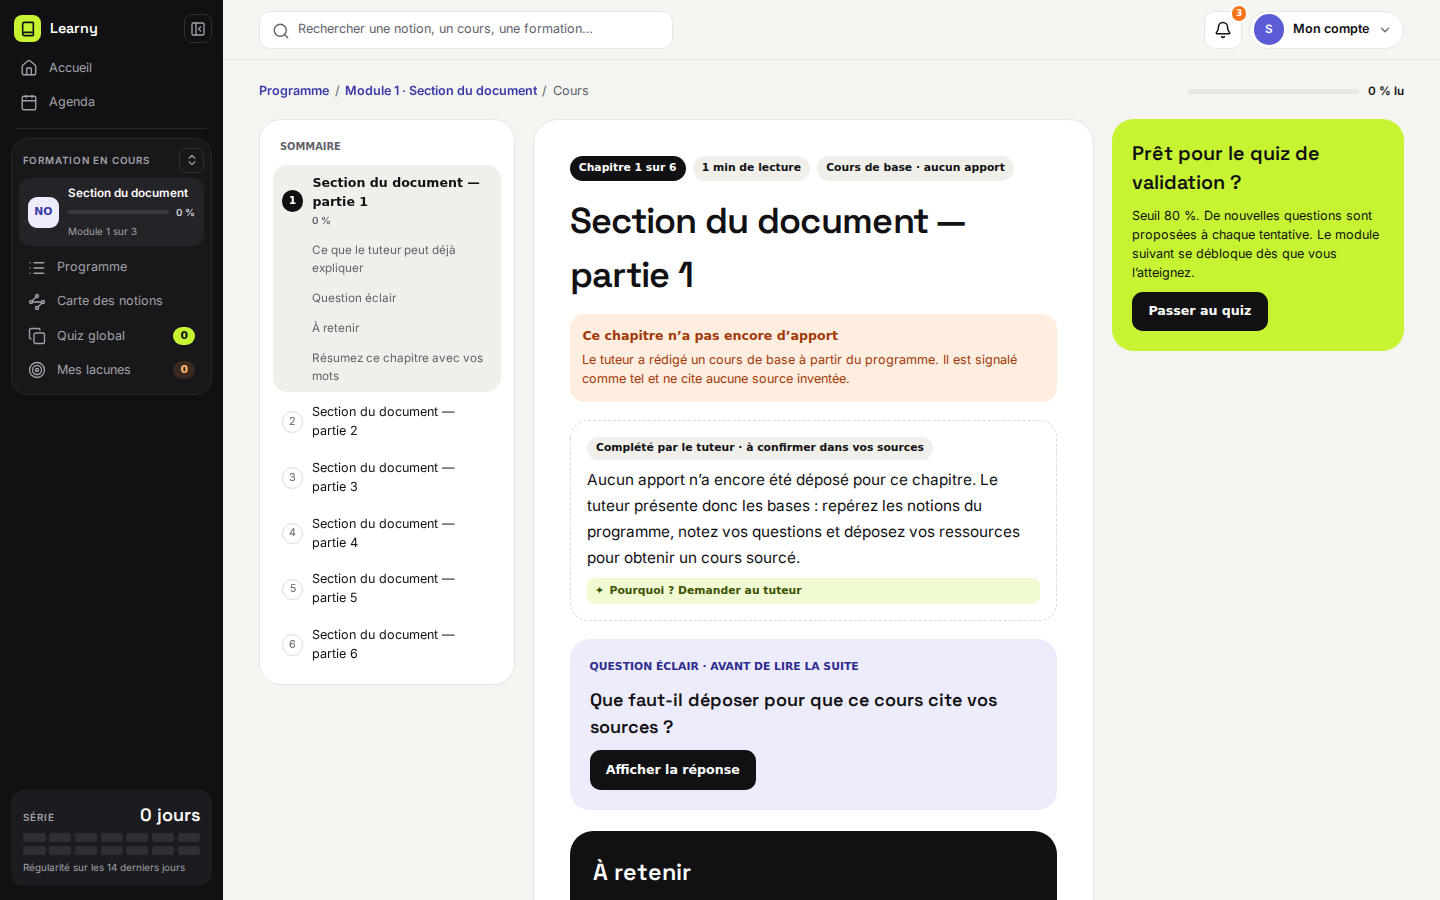 Learny
Accueil
Agenda
FORMATION EN COURS
NO
Section du document
0 %
Module 1 sur 3
Programme
Carte des notions
Quiz global
0
Mes lacunes
0
SÉRIE
0 jours
Régularité sur les 14 derniers jours
Rechercher une notion, un cours, une formation...
3
S
Mon compte
Programme / Module 1 · Section du document / Cours
0 % lu
SOMMAIRE
1
Section du document —
partie 1
0 %
Ce que le tuteur peut déjà
expliquer
Question éclair
À retenir
Résumez ce chapitre avec vos
mots
2
Section du document —
partie 2
3
Section du document —
partie 3
4
Section du document —
partie 4
5
Section du document —
partie 5
6
Section du document —
partie 6
Chapitre 1 sur 6
1 min de lecture
Cours de base · aucun apport
Section du document —
partie 1
Ce chapitre n’a pas encore d’apport
Le tuteur a rédigé un cours de base à partir du programme. Il est signalé
comme tel et ne cite aucune source inventée.
Complété par le tuteur · à confirmer dans vos sources
Aucun apport n’a encore été déposé pour ce chapitre. Le
tuteur présente donc les bases : repérez les notions du
programme, notez vos questions et déposez vos ressources
pour obtenir un cours sourcé.
✦ Pourquoi ? Demander au tuteur
QUESTION ÉCLAIR · AVANT DE LIRE LA SUITE
Que faut-il déposer pour que ce cours cite vos
sources ?
Afficher la réponse
À retenir
Prêt pour le quiz de
validation ?
Seuil 80 %. De nouvelles questions sont
proposées à chaque tentative. Le module
suivant se débloque dès que vous
l’atteignez.
Passer au quiz